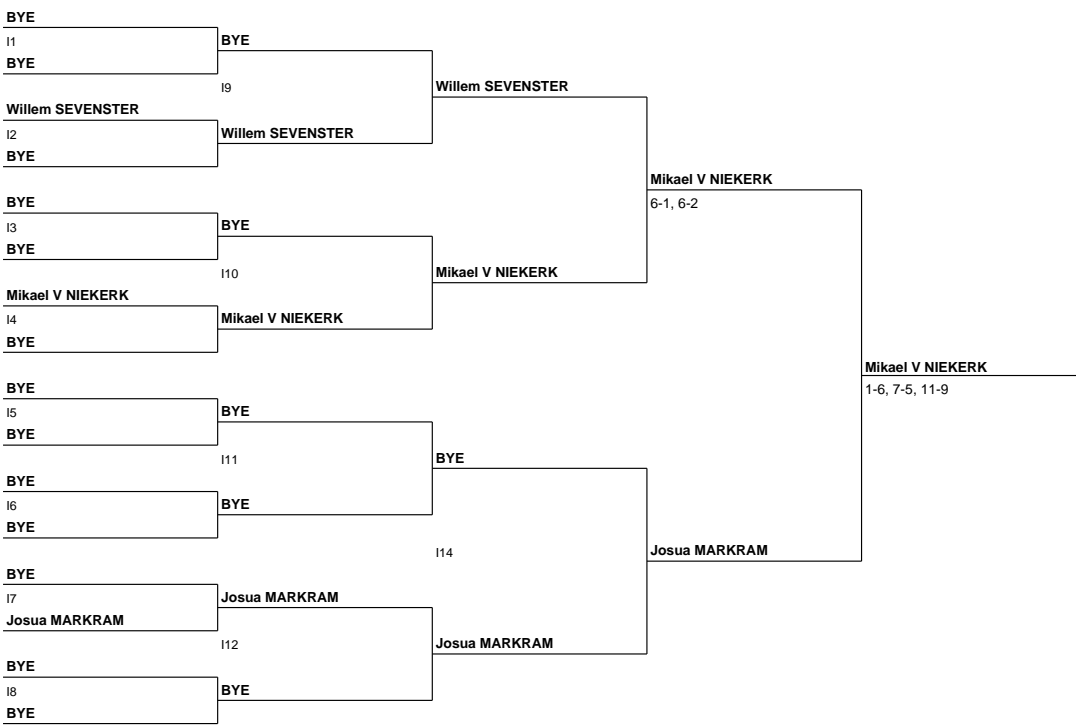 BYE
I1
BYE
BYE
I9
Willem SEVENSTER
Willem SEVENSTER
I2
Willem SEVENSTER
BYE
Mikael V NIEKERK
6-1, 6-2
BYE
I3
BYE
BYE
I10
Mikael V NIEKERK
Mikael V NIEKERK
I4
Mikael V NIEKERK
BYE
Mikael V NIEKERK
1-6, 7-5, 11-9
BYE
I5
BYE
BYE
I11
BYE
BYE
I6
BYE
BYE
I14
Josua MARKRAM
BYE
I7
Josua MARKRAM
Josua MARKRAM
I12
Josua MARKRAM
BYE
I8
BYE
BYE